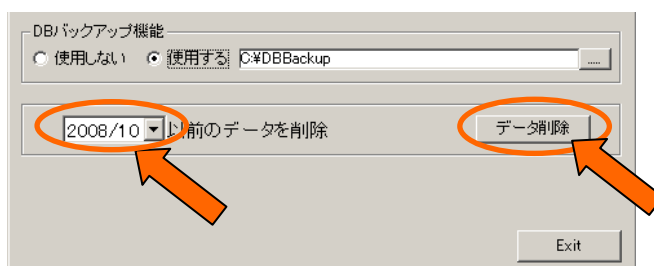 DBバックアップ機能
使用しない 使用する C:¥DBBackup ....
2008/10 以前のデータを削除 データ削除
Exit